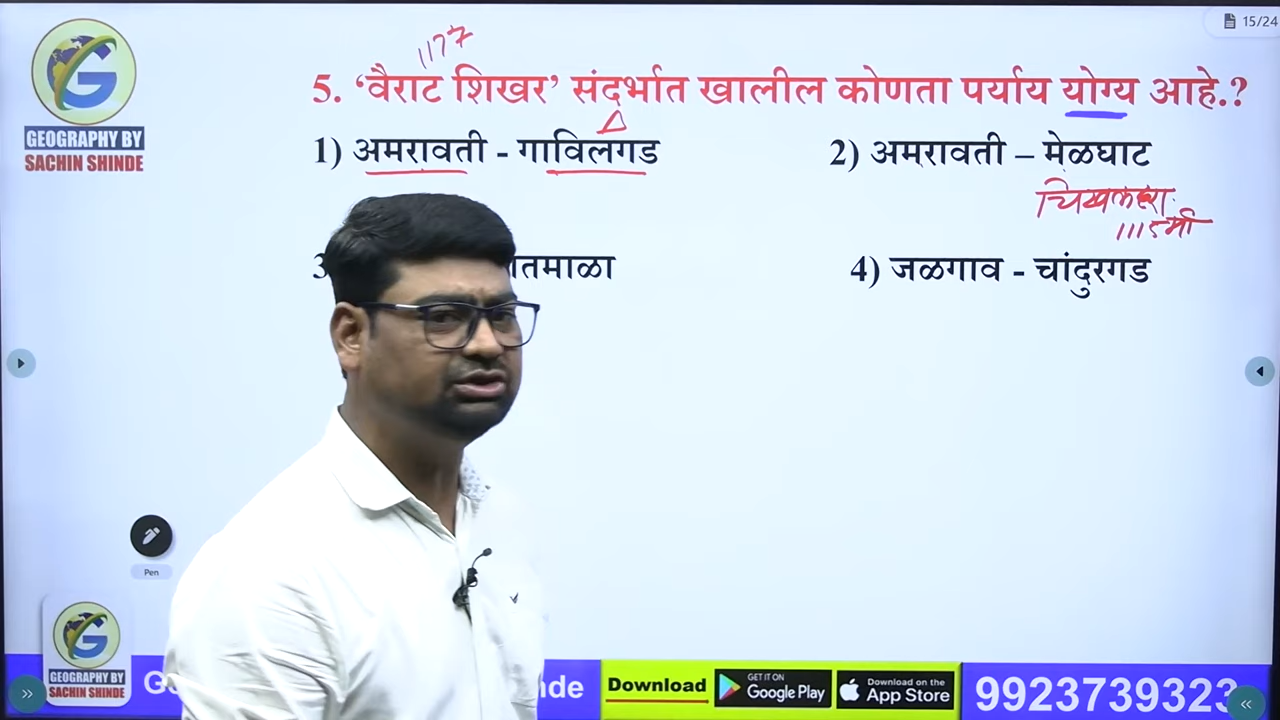 15/24
1177
5. ‘वैराट शिखर’ संदर्भात खालील कोणता पर्याय योग्य आहे.?
GEOGRAPHY BY
SACHIN SHINDE
1) अमरावती - गाविलगड
2) अमरावती – मेळघाट
चिखलदरा
1115 मी
तमाळा
4) जळगाव - चांदुरगड
Pen
GEOGRAPHY BY
SACHIN SHINDE
G
nde
Download
GET IT ON
Google Play
Download on the
App Store
9923739323